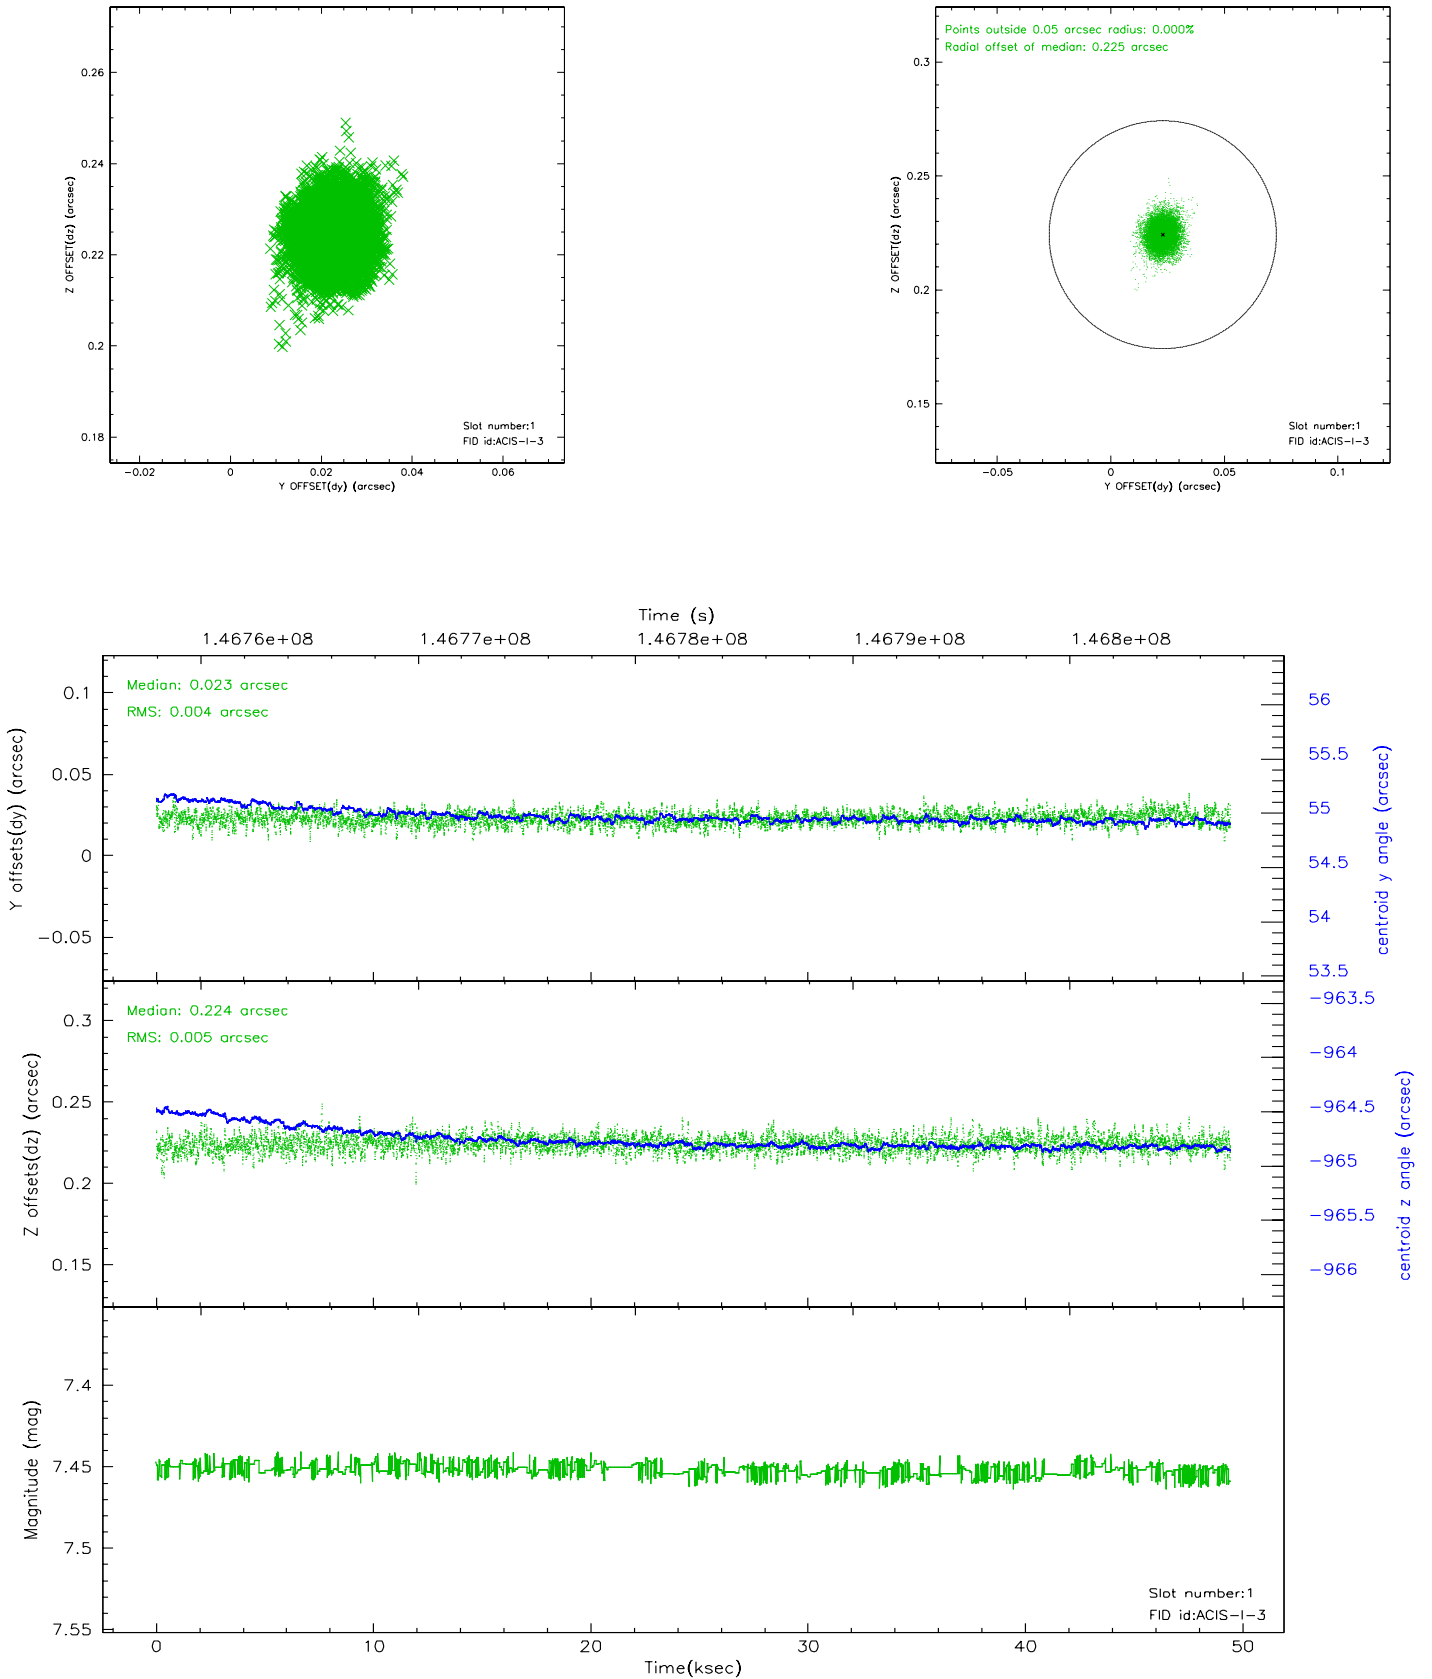 0.26
0.24
0.22
0.2
0.18
Z OFFSET(dz) (arcsec)
Slot number:1
FID id:ACIS-I-3
-0.02
0
0.02
0.04
0.06
Y OFFSET(dy) (arcsec)
Points outside 0.05 arcsec radius: 0.000%
Radial offset of median: 0.225 arcsec
0.3
0.25
0.2
0.15
Z OFFSET(dz) (arcsec)
Slot number:1
FID id:ACIS-I-3
-0.05
0
0.05
0.1
Y OFFSET(dy) (arcsec)
Time (s)
1.4676e+08
1.4677e+08
1.4678e+08
1.4679e+08
1.468e+08
Median: 0.023 arcsec
RMS: 0.004 arcsec
0.1
0.05
0
-0.05
Y offsets(dy) (arcsec)
56
55.5
55
54.5
54
53.5
centroid y angle (arcsec)
Median: 0.224 arcsec
RMS: 0.005 arcsec
0.3
0.25
0.2
0.15
Z offsets(dz) (arcsec)
-963.5
-964
-964.5
-965
-965.5
-966
centroid z angle (arcsec)
7.4
7.45
7.5
7.55
Magnitude (mag)
Slot number:1
FID id:ACIS-I-3
0
10
20
30
40
50
Time(ksec)